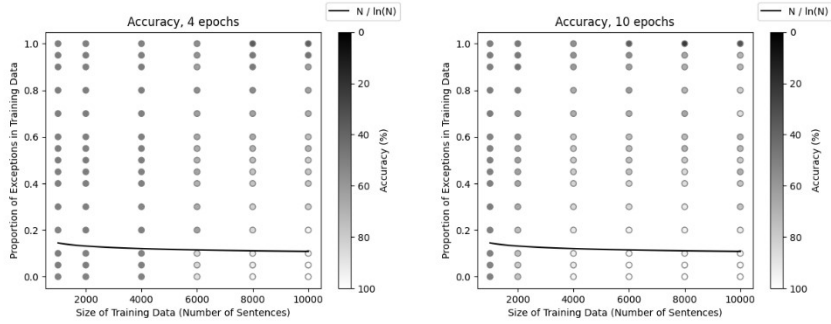 Accuracy, 4 epochs
N / ln(N)
Proportion of Exceptions in Training Data
1.0
0.8
0.6
0.4
0.2
0.0
2000 4000 6000 8000 10000
Size of Training Data (Number of Sentences)
0
20
40
60
80
100
Accuracy (%)
Accuracy, 10 epochs
N / ln(N)
Proportion of Exceptions in Training Data
1.0
0.8
0.6
0.4
0.2
0.0
2000 4000 6000 8000 10000
Size of Training Data (Number of Sentences)
0
20
40
60
80
100
Accuracy (%)